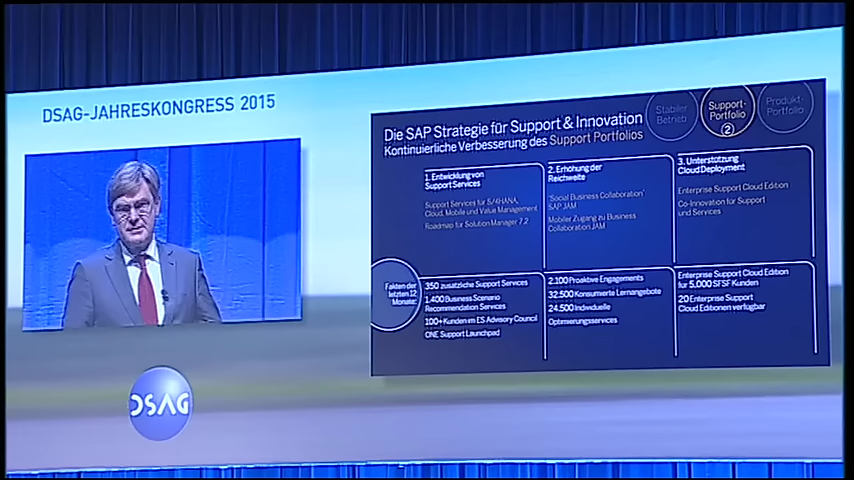 DSAG-JAHRESKONGRESS 2015
DSAG
Die SAP Strategie für Support & Innovation
Kontinuierliche Verbesserung des Support Portfolios
Stabiler
Betrieb
Support-
Portfolio
2
Produkt-
Portfolio
1. Entwicklung von
Support Services
Support Services für S/4HANA,
Cloud, Mobile und Value Management
Roadmap für Solution Manager 7.2
2. Erhöhung der
Reichweite
'Social Business Collaboration'
SAP JAM
Mobiler Zugang zu Business
Collaboration JAM
3. Unterstützung
Cloud Deployment
Enterprise Support Cloud Edition
Co-Innovation für Support
und Services
Fakten der
letzten 12
Monate:
350 zusätzliche Support Services
1.400 Business Scenario
Recommendation Services
100+ Kunden im ES Advisory Council
ONE Support Launchpad
2.100 Proaktive Engagements
32.500 Konsumierte Lernangebote
24.500 Individuelle
Optimierungsservices
Enterprise Support Cloud Edition
für 5.000 SFSF Kunden
20 Enterprise Support
Cloud Editionen verfügbar